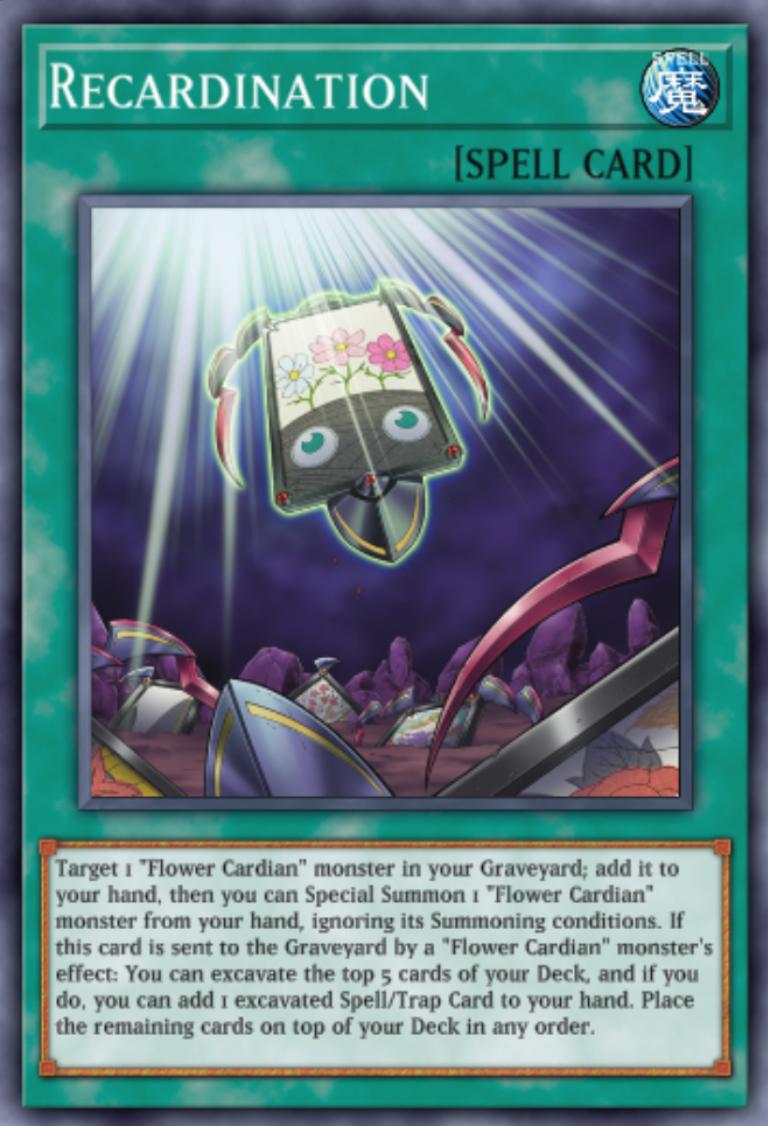 RECARDINATION
SPELL
魔
[SPELL CARD]
Target 1 "Flower Cardian" monster in your Graveyard; add it to
your hand, then you can Special Summon 1 "Flower Cardian"
monster from your hand, ignoring its Summoning conditions. If
this card is sent to the Graveyard by a "Flower Cardian" monster's
effect: You can excavate the top 5 cards of your Deck, and if you
do, you can add 1 excavated Spell/Trap Card to your hand. Place
the remaining cards on top of your Deck in any order.